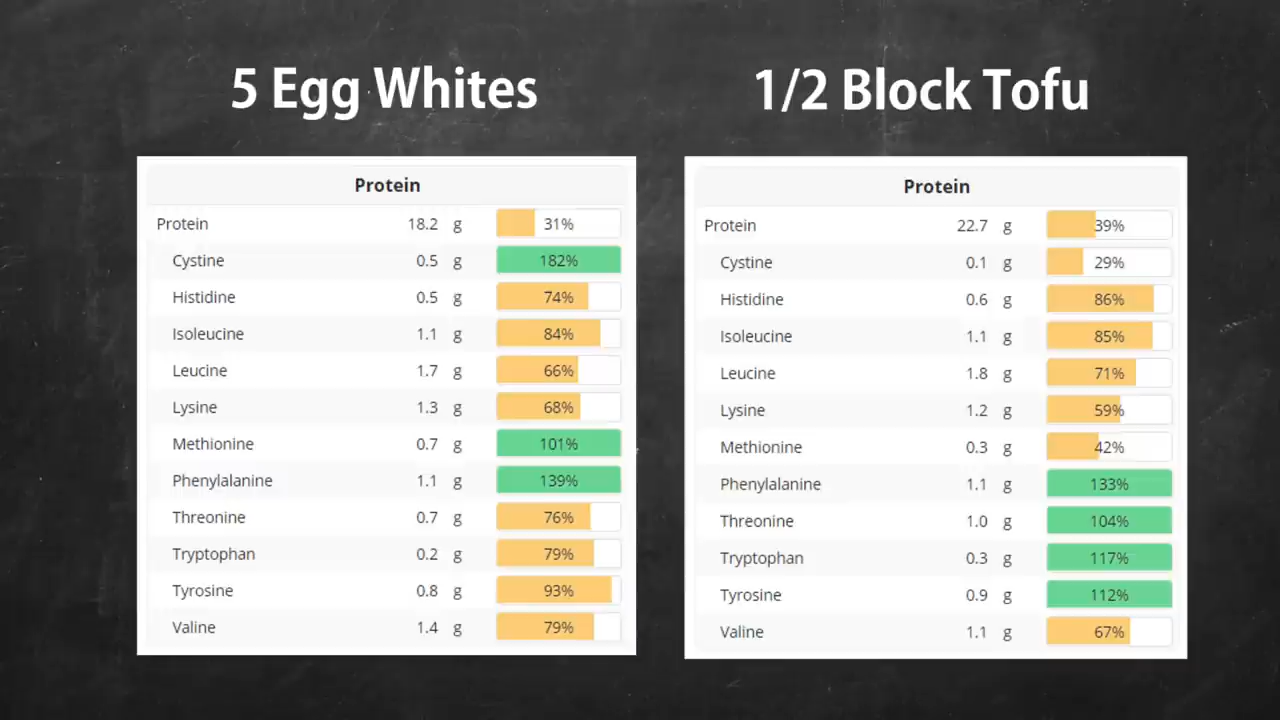 5 Egg Whites
Protein
Protein 18.2 g 31%
Cystine 0.5 g 182%
Histidine 0.5 g 74%
Isoleucine 1.1 g 84%
Leucine 1.7 g 66%
Lysine 1.3 g 68%
Methionine 0.7 g 101%
Phenylalanine 1.1 g 139%
Threonine 0.7 g 76%
Tryptophan 0.2 g 79%
Tyrosine 0.8 g 93%
Valine 1.4 g 79%
1/2 Block Tofu
Protein
Protein 22.7 g 39%
Cystine 0.1 g 29%
Histidine 0.6 g 86%
Isoleucine 1.1 g 85%
Leucine 1.8 g 71%
Lysine 1.2 g 59%
Methionine 0.3 g 42%
Phenylalanine 1.1 g 133%
Threonine 1.0 g 104%
Tryptophan 0.3 g 117%
Tyrosine 0.9 g 112%
Valine 1.1 g 67%